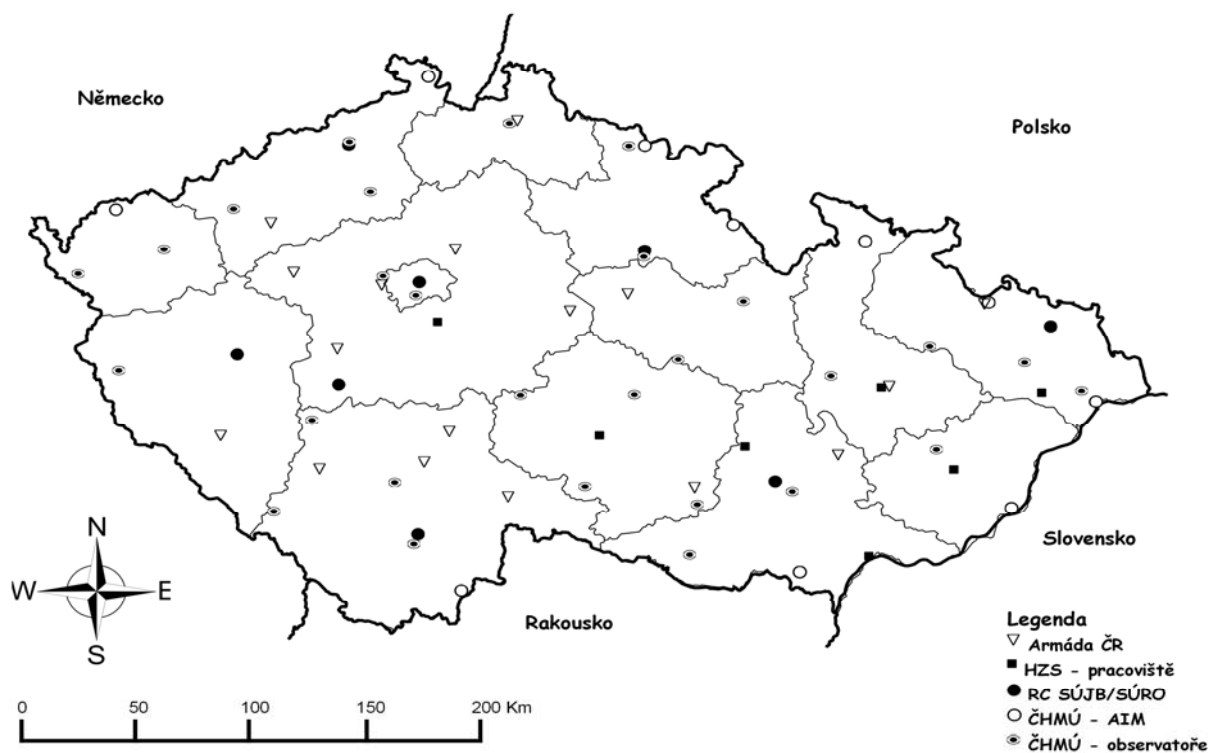 Německo
Polsko
Slovensko
Rakousko
N
W E
S
0 50 100 150 200 Km
Legenda
Armáda ČR
HZS - pracoviště
RC SÚJB/SÚRO
ČHMÚ - AIM
ČHMÚ - observatoře